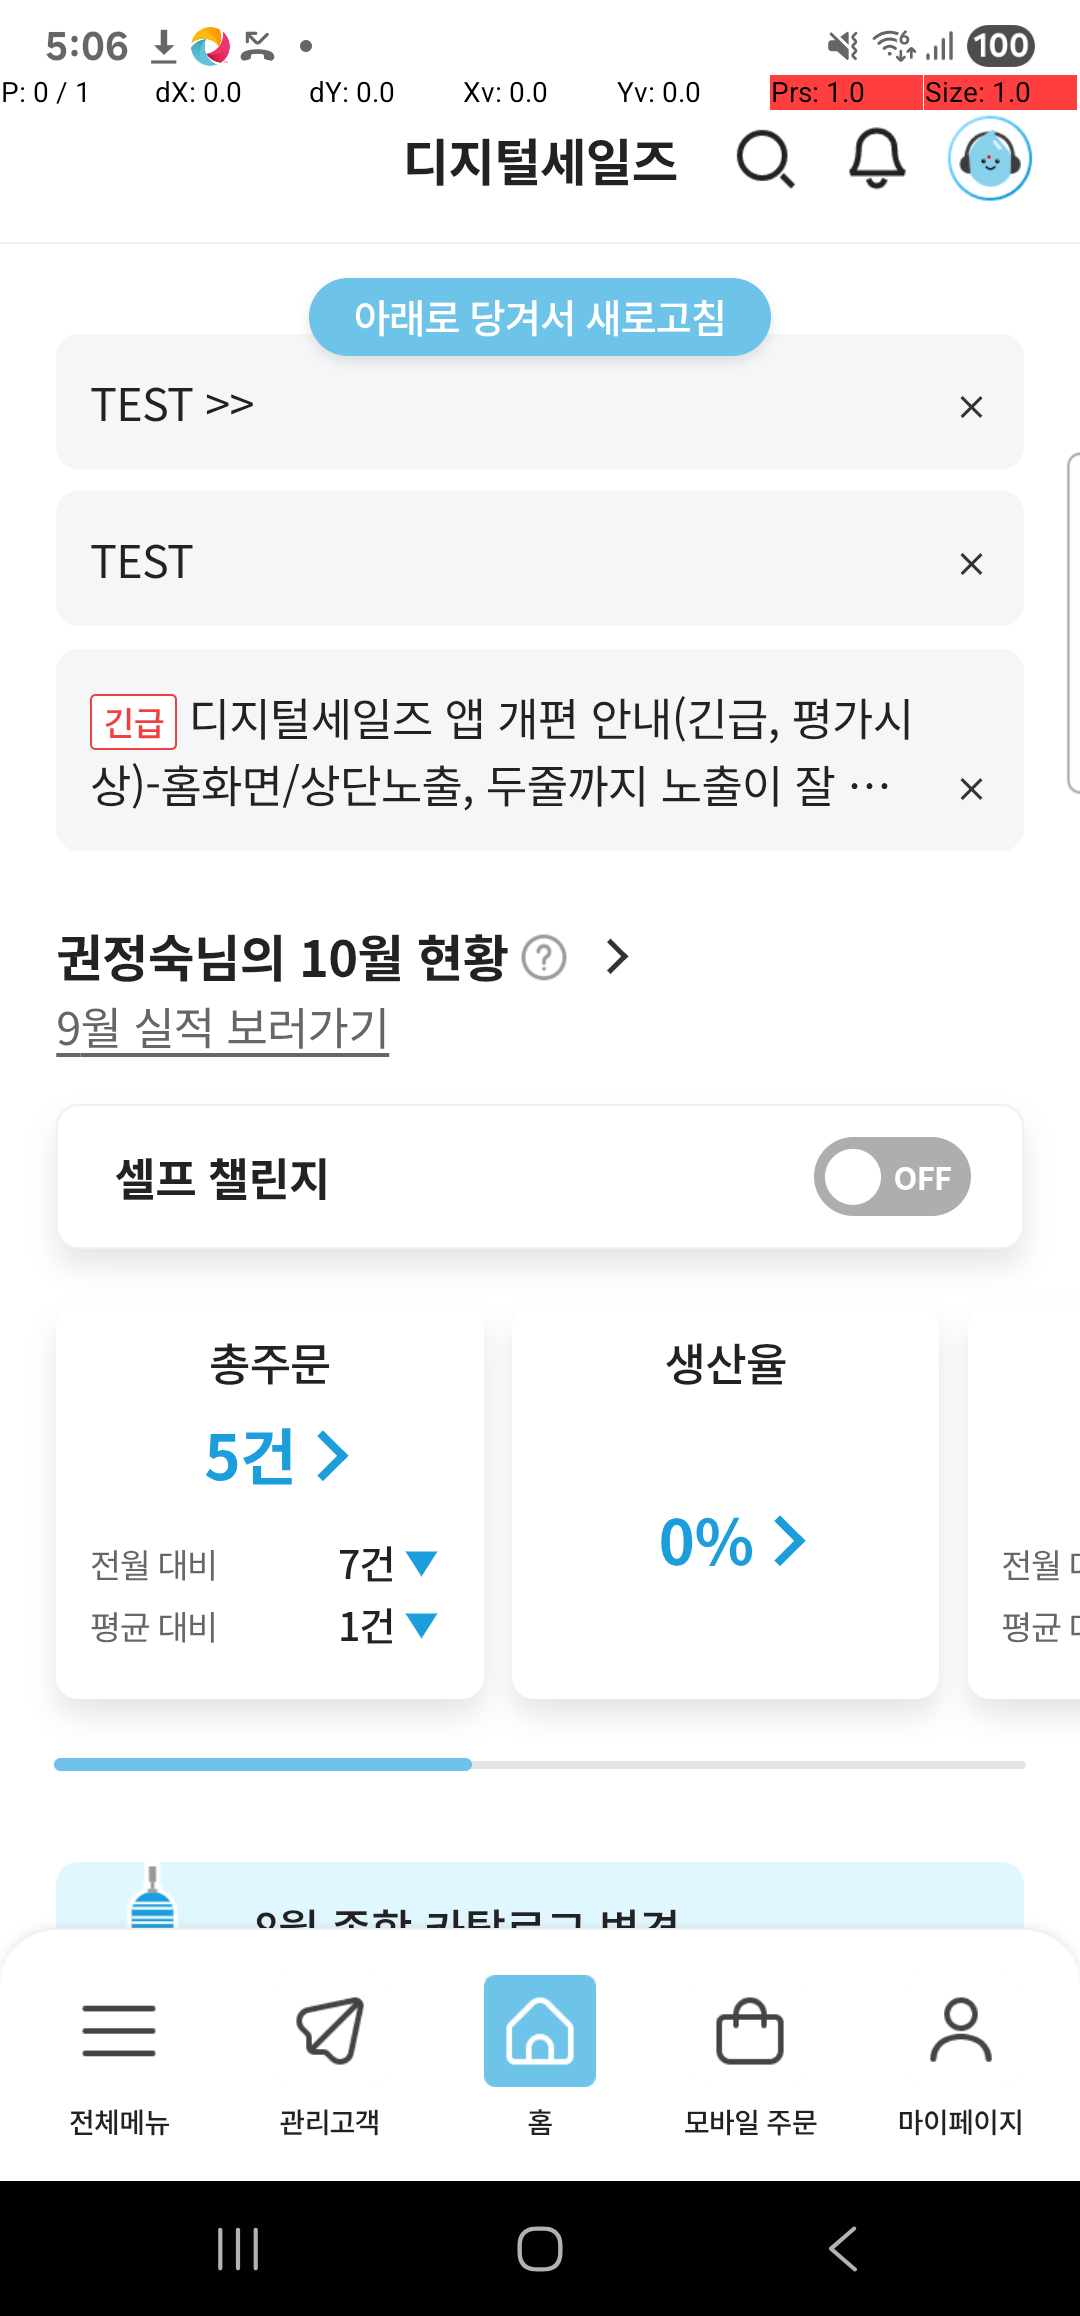 5:06
100
P: 0 / 1 dX: 0.0 dY: 0.0 Xv: 0.0 Yv: 0.0 Prs: 1.0 Size: 1.0
디지털세일즈
아래로 당겨서 새로고침
TEST >>
TEST
긴급 디지털세일즈 앱 개편 안내(긴급, 평가시
상)-홈화면/상단노출, 두줄까지 노출이 잘 ...
권정숙님의 10월 현황
9월 실적 보러가기
셀프 챌린지
OFF
총주문
5건
전월 대비 7건 ▼
평균 대비 1건 ▼
생산율
0%
전월
평균
전체메뉴 관리고객 홈 모바일 주문 마이페이지